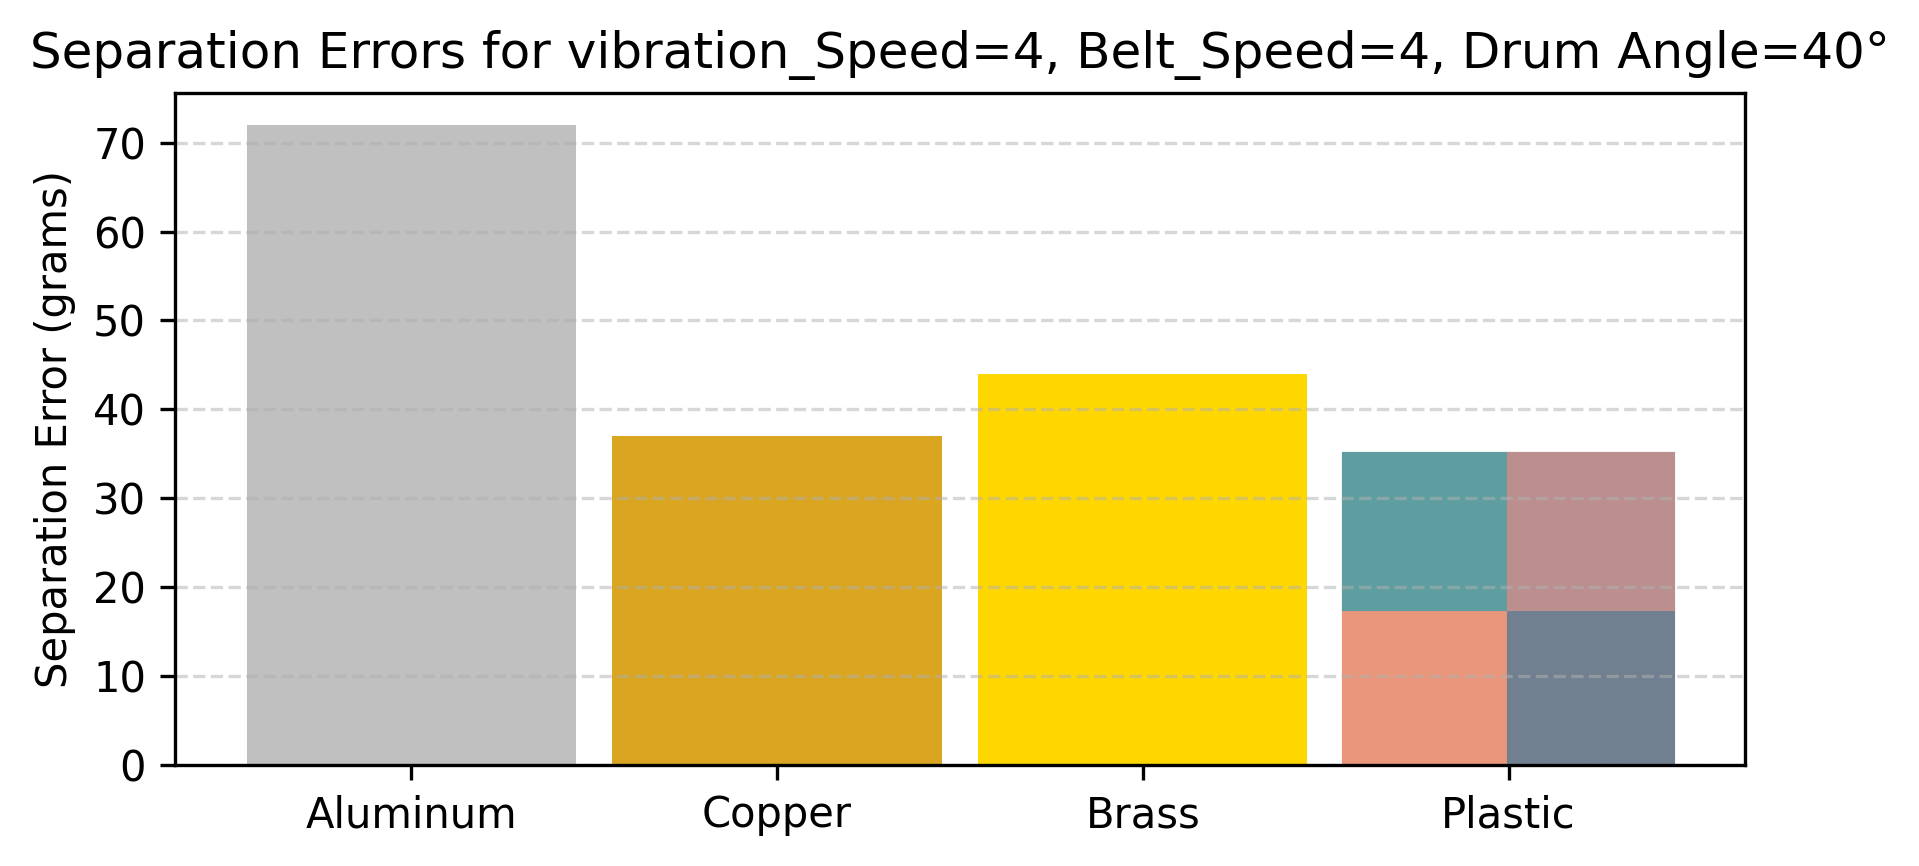 Separation Errors for vibration_Speed=4, Belt_Speed=4, Drum Angle=40°
Separation Error (grams)
70
60
50
40
30
20
10
0
Aluminum
Copper
Brass
Plastic